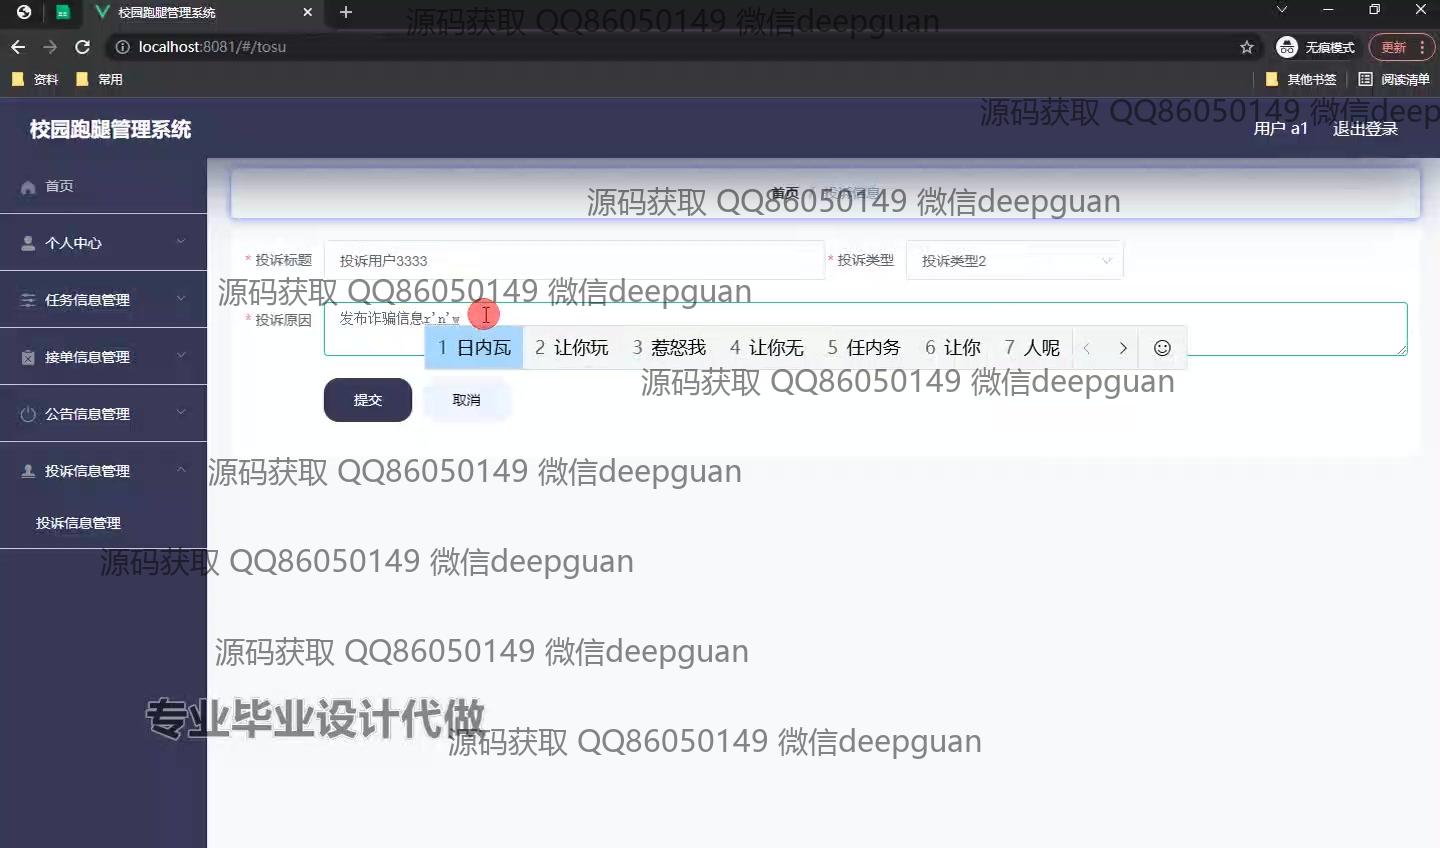 校园跑腿管理系统
源码获取 QQ86050149 微信deepguan
localhost:8081/#/tosu
无痕模式
更新
资料
常用
其他书签
阅读清单
源码获取 QQ86050149 微信deep
校园跑腿管理系统
用户 a1
退出登录
首页
首页
投诉信息
源码获取 QQ86050149 微信deepguan
个人中心
* 投诉标题
投诉用户3333
* 投诉类型
投诉类型2
源码获取 QQ86050149 微信deepguan
任务信息管理
* 投诉原因
发布诈骗信息r'n'w
1 日内瓦 2 让你玩 3 惹怒我 4 让你无 5 任内务 6 让你 7 人呢
接单信息管理
源码获取 QQ86050149 微信deepguan
提交
取消
公告信息管理
投诉信息管理
源码获取 QQ86050149 微信deepguan
投诉信息管理
源码获取 QQ86050149 微信deepguan
源码获取 QQ86050149 微信deepguan
专业毕业设计代做
源码获取 QQ86050149 微信deepguan